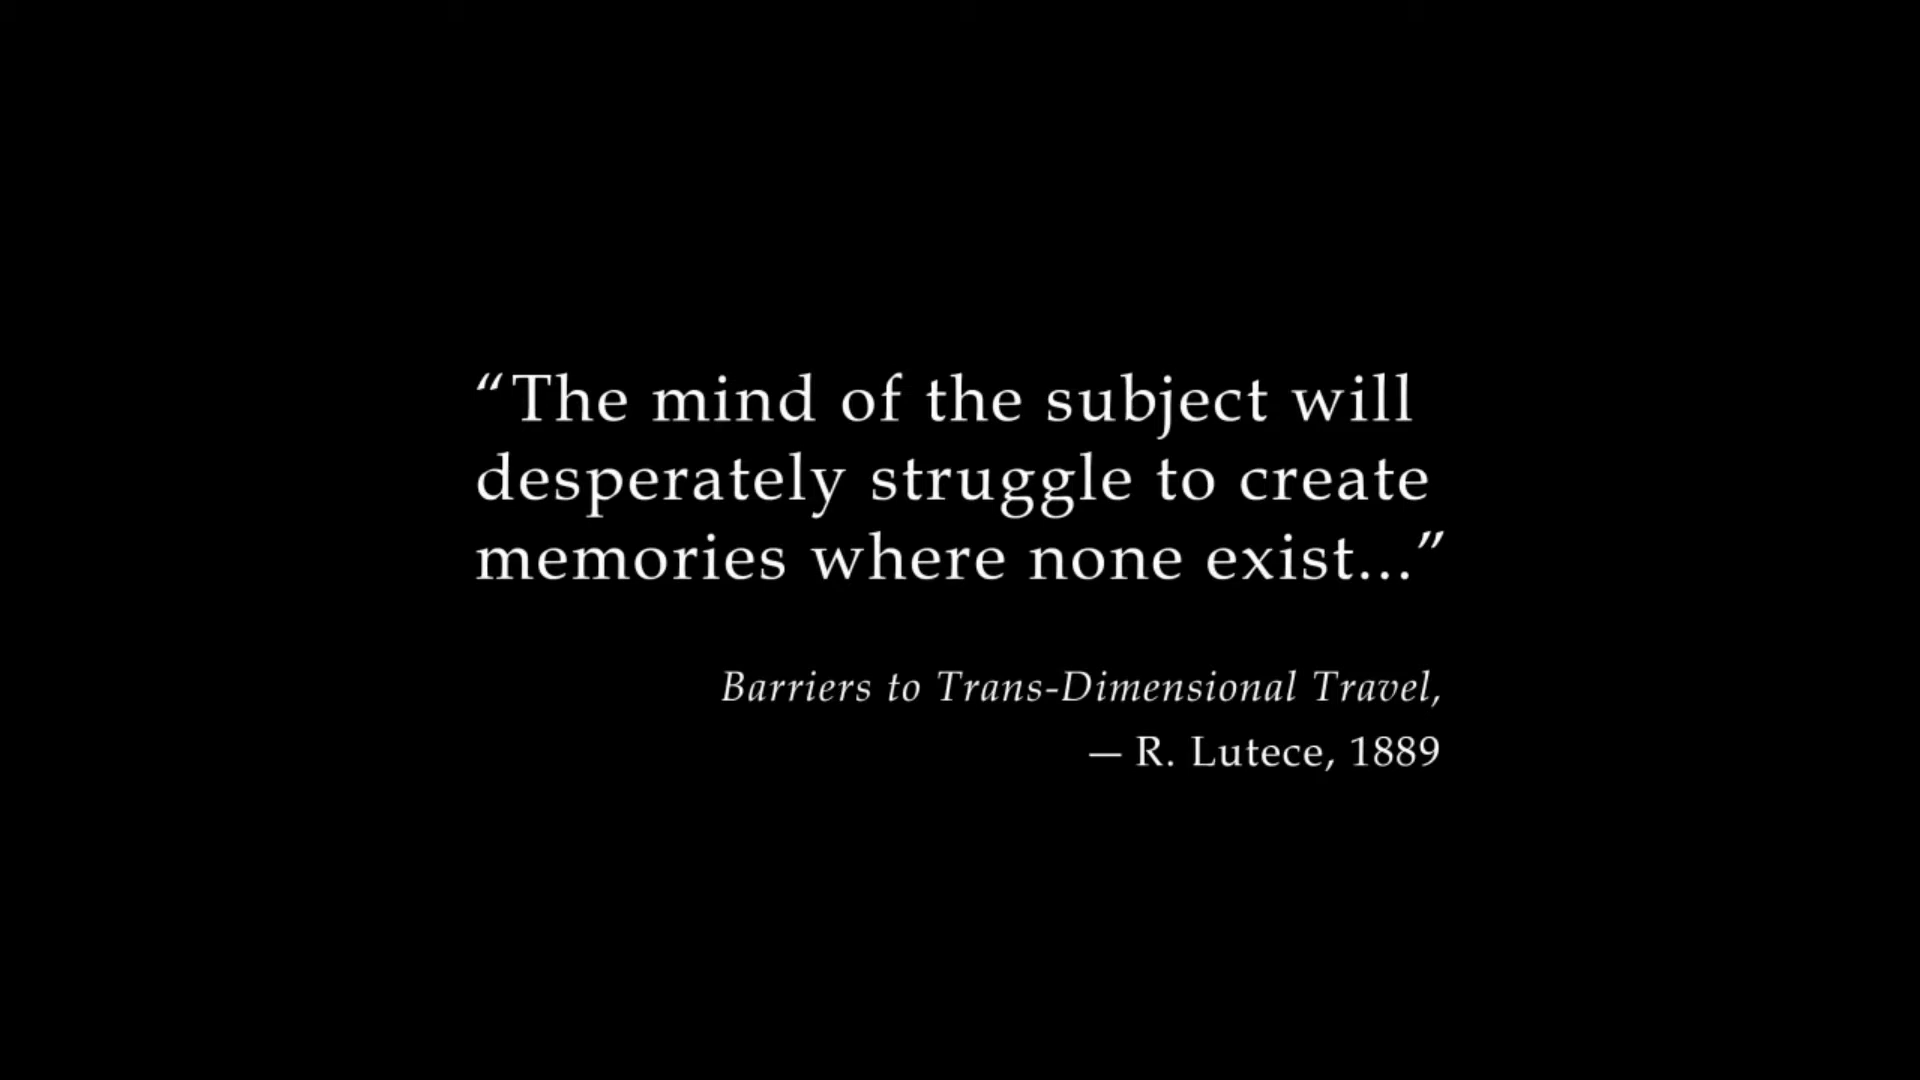 “The mind of the subject will
desperately struggle to create
memories where none exist...”
Barriers to Trans-Dimensional Travel,
— R. Lutece, 1889